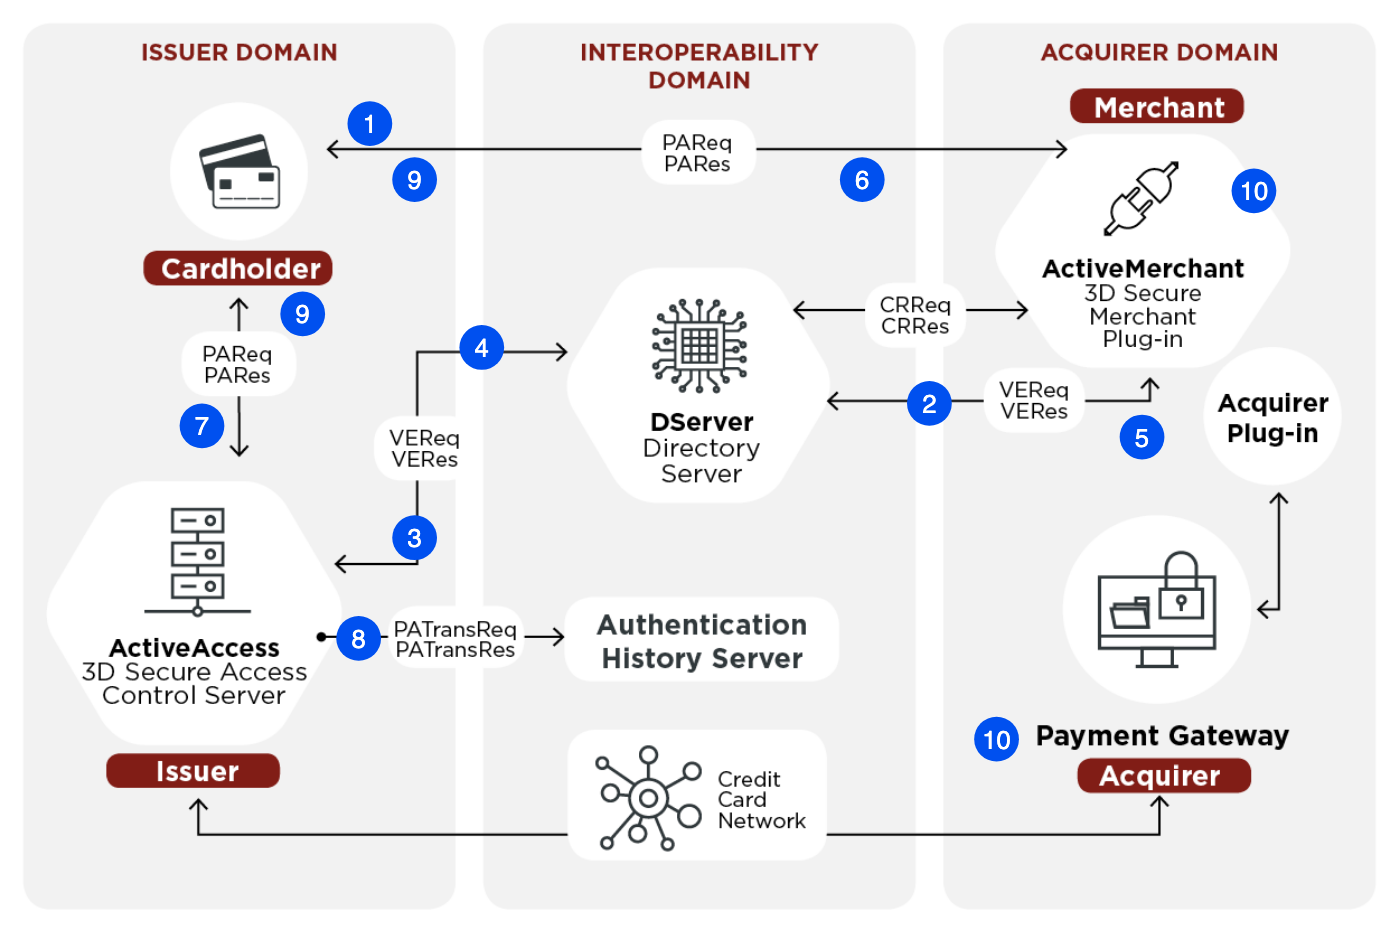 ISSUER DOMAIN
INTEROPERABILITY
DOMAIN
ACQUIRER DOMAIN
Merchant
1
PAReq
PARes
9
6
10
Cardholder
ActiveMerchant
3D Secure
Merchant
Plug-in
9
CRReq
CRRes
PAReq
PARes
4
7
DServer
Directory
Server
2
VEReq
VERes
5
Acquirer
Plug-in
VEReq
VERes
3
ActiveAccess
3D Secure Access
Control Server
8
PATransReq
PATransRes
Authentication
History Server
Issuer
10
Payment Gateway
Acquirer
Credit
Card
Network